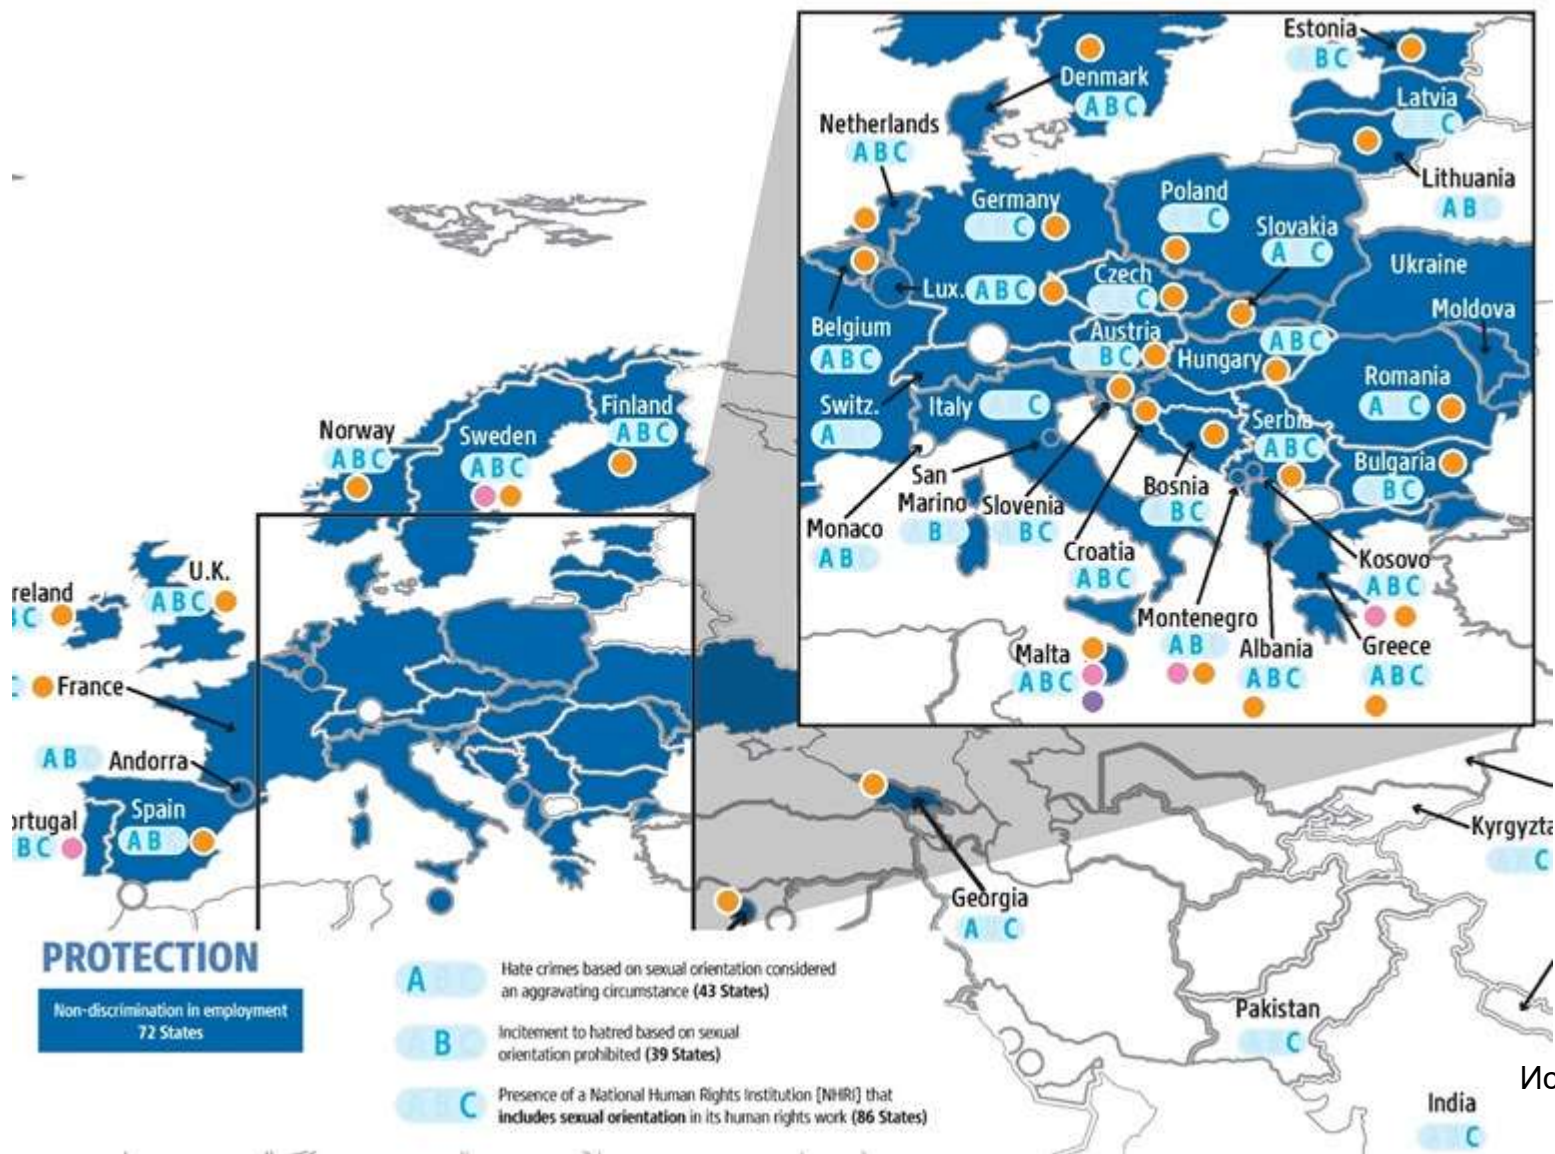 Estonia
B C
Denmark
A B C
Latvia
C
Netherlands
A B C
Lithuania
A B
Germany
C
Poland
C
Slovakia
A C
Ukraine
Lux. A B C
Czech
C
Moldova
Belgium
A B C
Austria
B C
A B C
Hungary
Romania
A C
Switz.
A
Italy C
Serbia
A B C
Bulgaria
B C
San
Marino
B
Slovenia
B C
Bosnia
B C
Monaco
A B
Croatia
A B C
Kosovo
A B C
Montenegro
A B
Albania
A B C
Greece
A B C
Malta
A B C
Norway
A B C
Sweden
A B C
Finland
A B C
U.K.
A B C
reland
B C
C France
A B Andorra
Spain
A B
ortugal
B C
Georgia
A C
Kyrgyzta
C
Pakistan
C
India
C
Ис
PROTECTION
Non-discrimination in employment
72 States
A B C Hate crimes based on sexual orientation considered
an aggravating circumstance (43 States)
A B C Incitement to hatred based on sexual
orientation prohibited (39 States)
A B C Presence of a National Human Rights Institution [NHRI] that
includes sexual orientation in its human rights work (86 States)